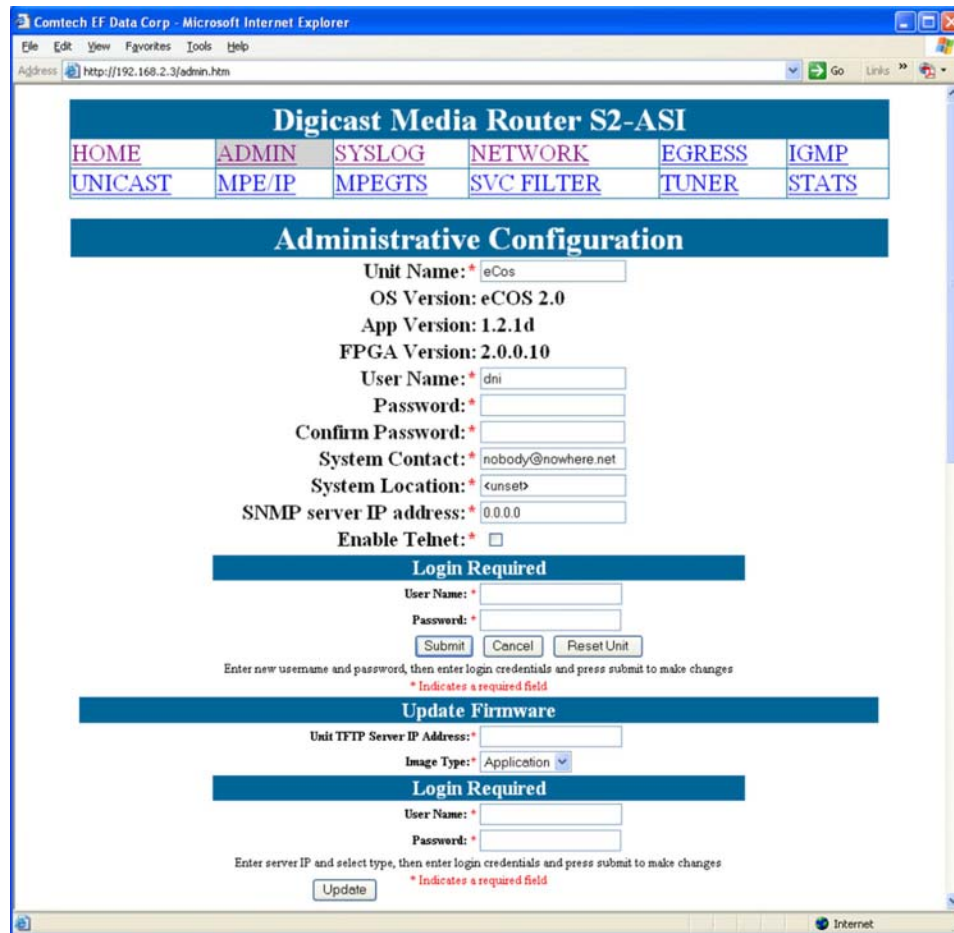 Comtech EF Data Corp - Microsoft Internet Explorer
File Edit View Favorites Tools Help
Address http://192.168.2.3/admin.htm Go Links »
Digicast Media Router S2-ASI
HOME ADMIN SYSLOG NETWORK EGRESS IGMP
UNICAST MPE/IP MPEGTS SVC FILTER TUNER STATS
Administrative Configuration
Unit Name:* eCos
OS Version: eCOS 2.0
App Version: 1.2.1d
FPGA Version: 2.0.0.10
User Name:* dni
Password:*
Confirm Password:*
System Contact:* nobody@nowhere.net
System Location:* <unset>
SNMP server IP address:* 0.0.0.0
Enable Telnet:*
Login Required
User Name: *
Password: *
Submit Cancel Reset Unit
Enter new username and password, then enter login credentials and press submit to make changes
* Indicates a required field
Update Firmware
Unit TFTP Server IP Address:*
Image Type:* Application
Login Required
User Name: *
Password: *
Enter server IP and select type, then enter login credentials and press submit to make changes
* Indicates a required field
Update
Internet